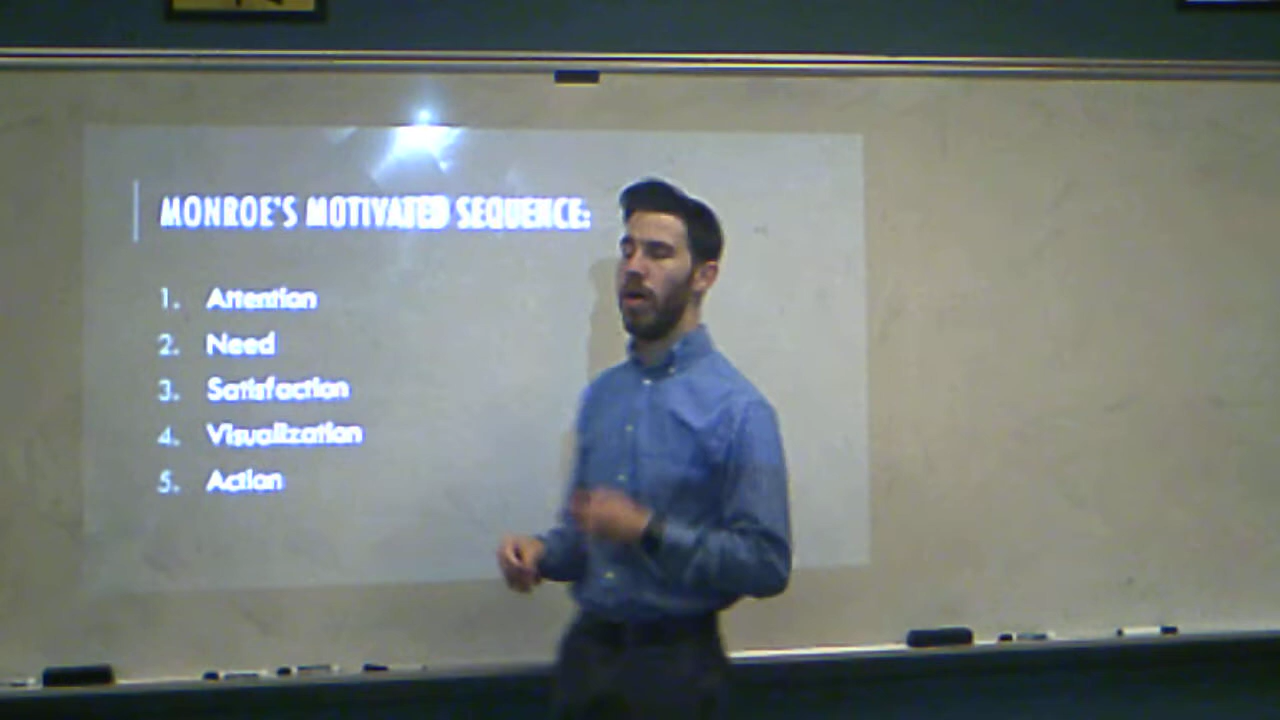 MONROE'S MOTIVATED SEQUENCE:
1. Attention
2. Need
3. Satisfaction
4. Visualization
5. Action